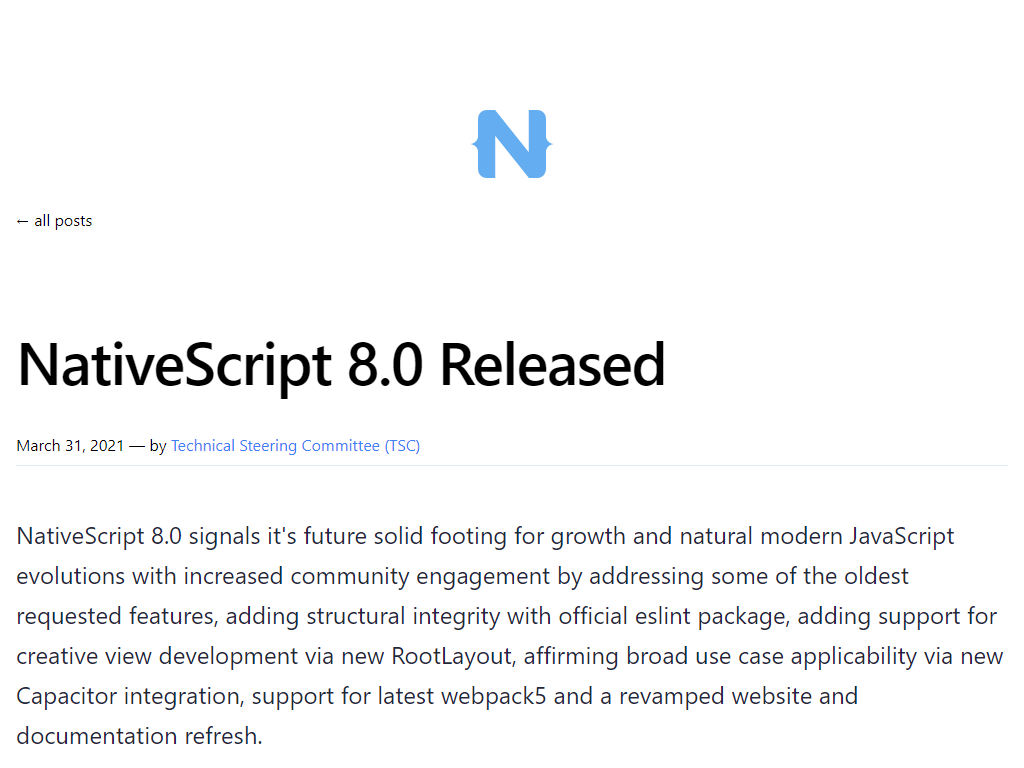 ← all posts
NativeScript 8.0 Released
March 31, 2021 — by Technical Steering Committee (TSC)
NativeScript 8.0 signals it's future solid footing for growth and natural modern JavaScript
evolutions with increased community engagement by addressing some of the oldest
requested features, adding structural integrity with official eslint package, adding support for
creative view development via new RootLayout, affirming broad use case applicability via new
Capacitor integration, support for latest webpack5 and a revamped website and
documentation refresh.